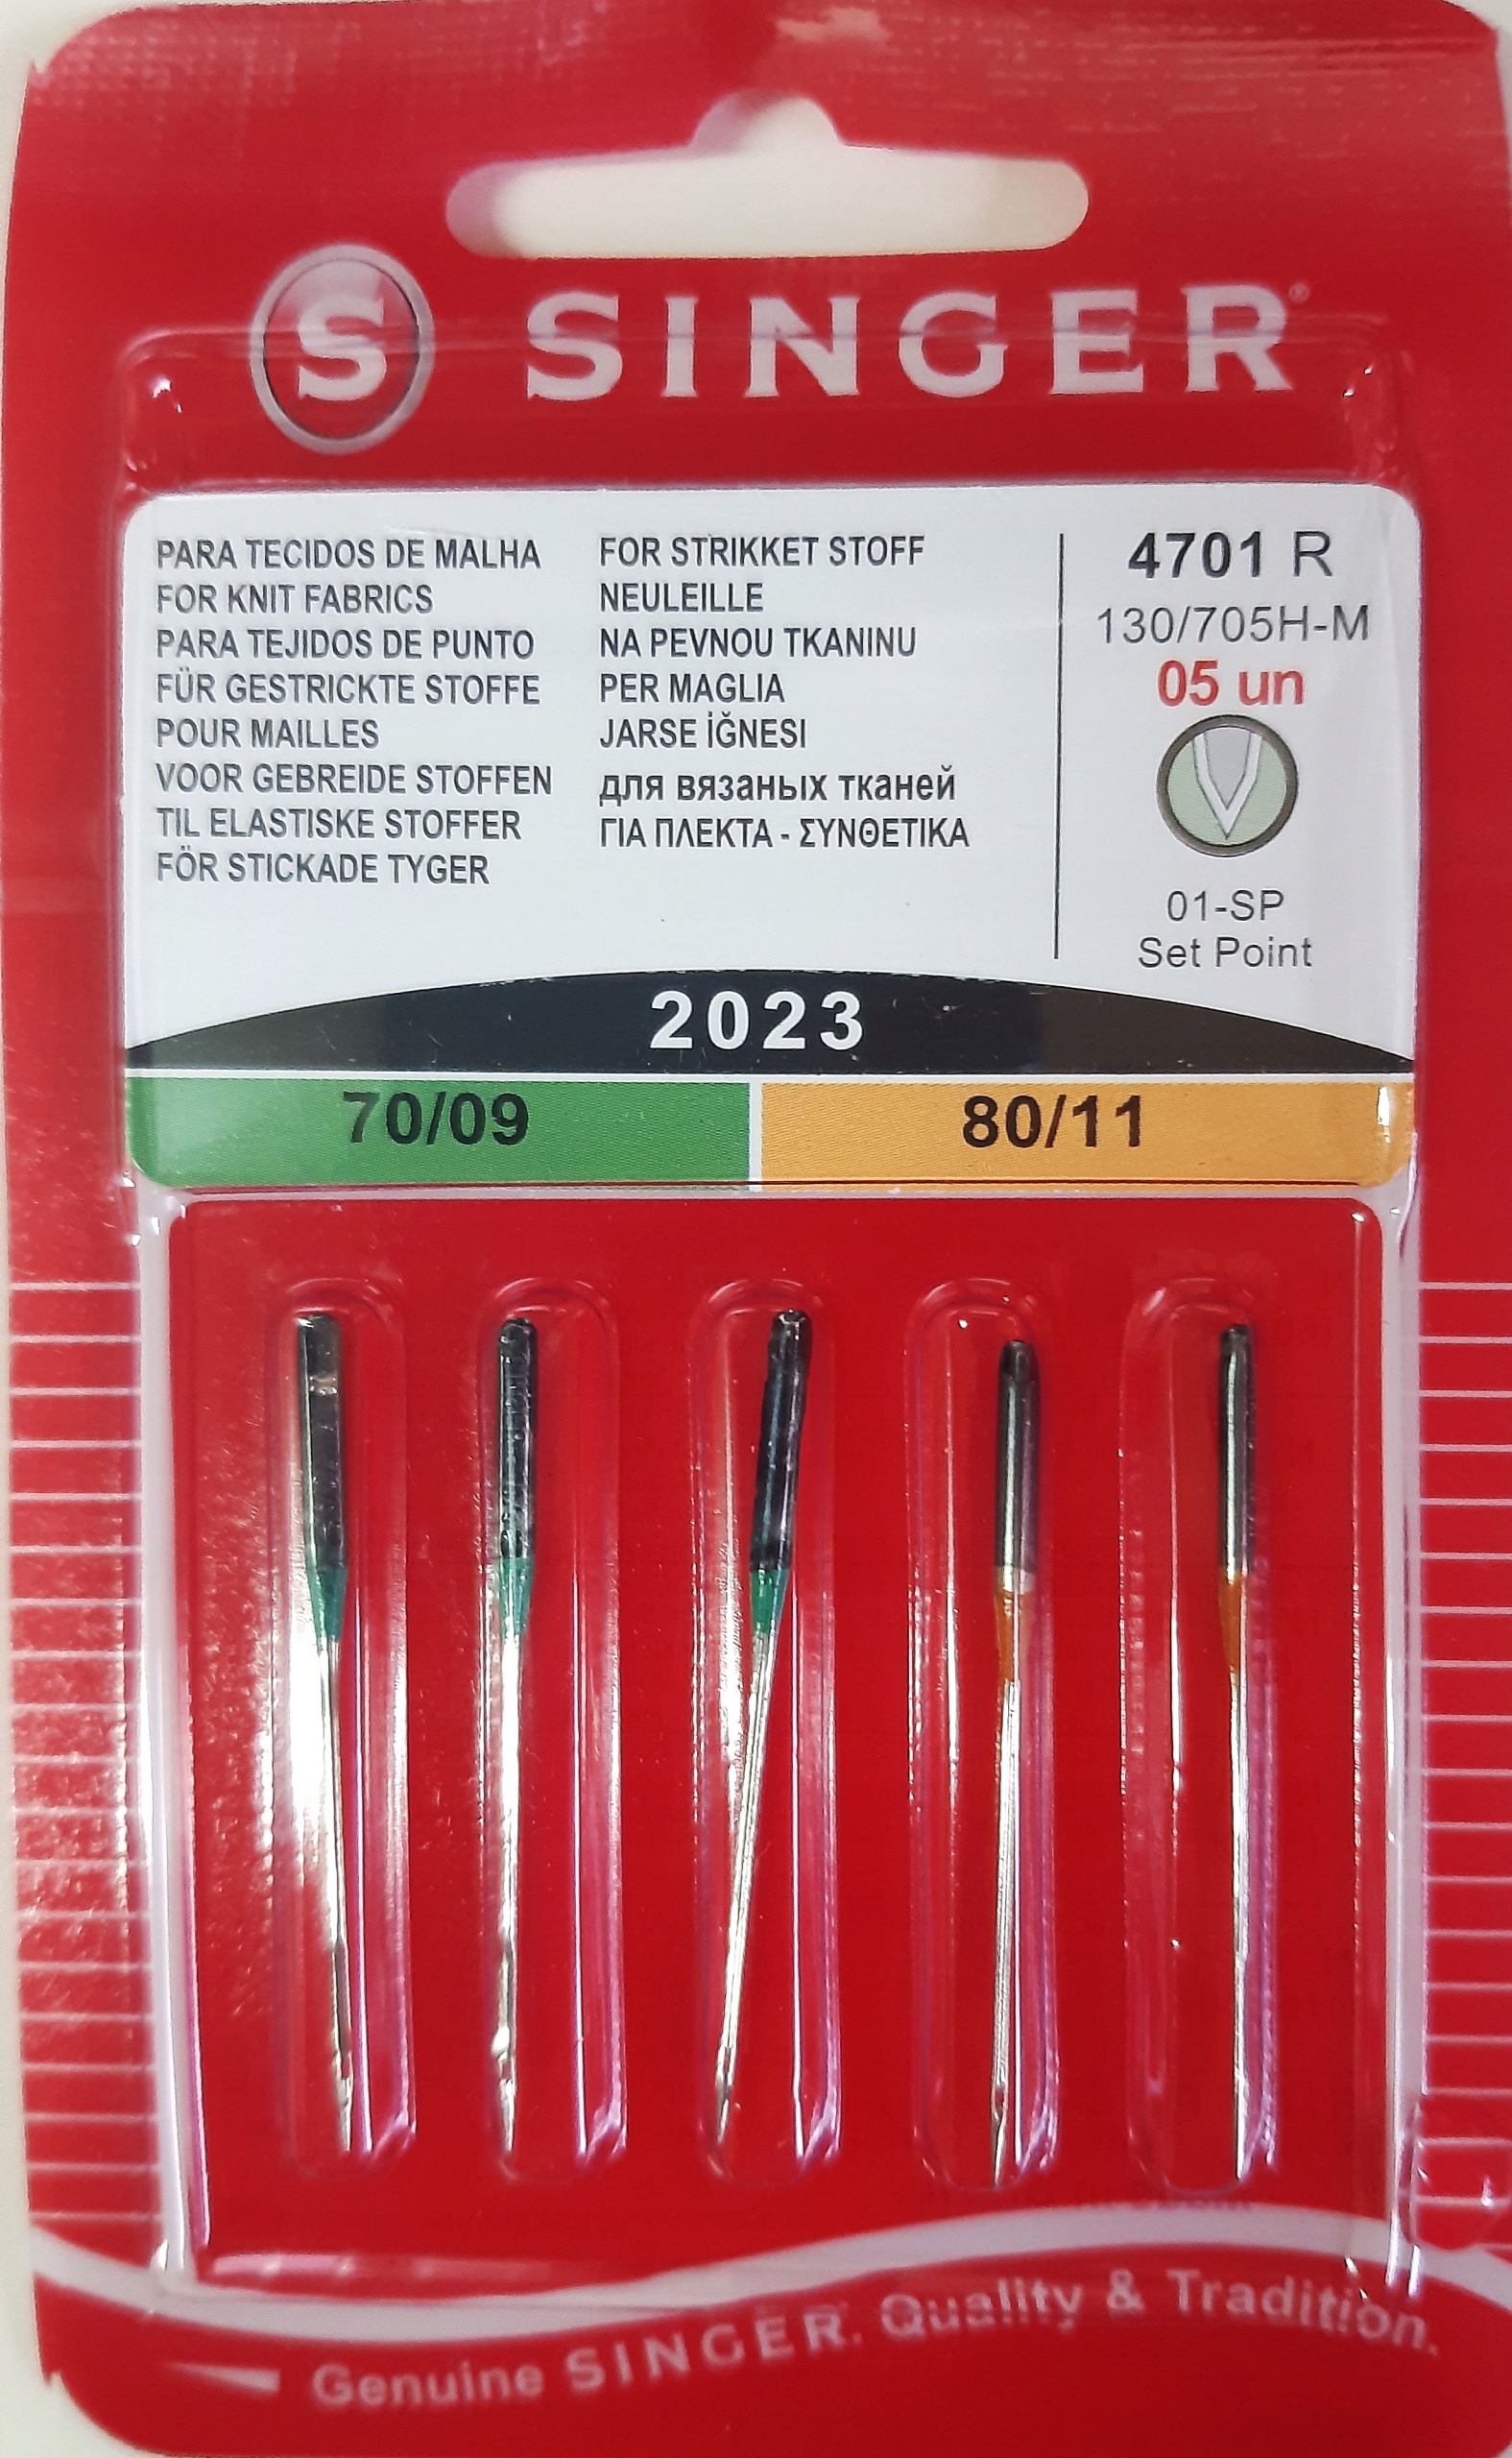 S SINGER®
PARA TECIDOS DE MALHA
FOR KNIT FABRICS
PARA TEJIDOS DE PUNTO
FÜR GESTRICKTE STOFFE
POUR MAILLES
VOOR GEBREIDE STOFFEN
TIL ELASTISKE STOFFER
FÖR STICKADE TYGER
FOR STRIKKET STOFF
NEULEILLE
NA PEVNOU TKANINU
PER MAGLIA
JARSE İĞNESI
для вязаных тканей
ΓΙΑ ΠΛΕΚΤΑ - ΣΥΝΘΕΤΙΚΑ
4701 R
130/705H-M
05 un
01-SP
Set Point
2023
70/09
80/11
Genuine SINGER. Quality & Tradition.